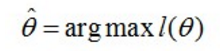 θ̂ = arg max l(θ)